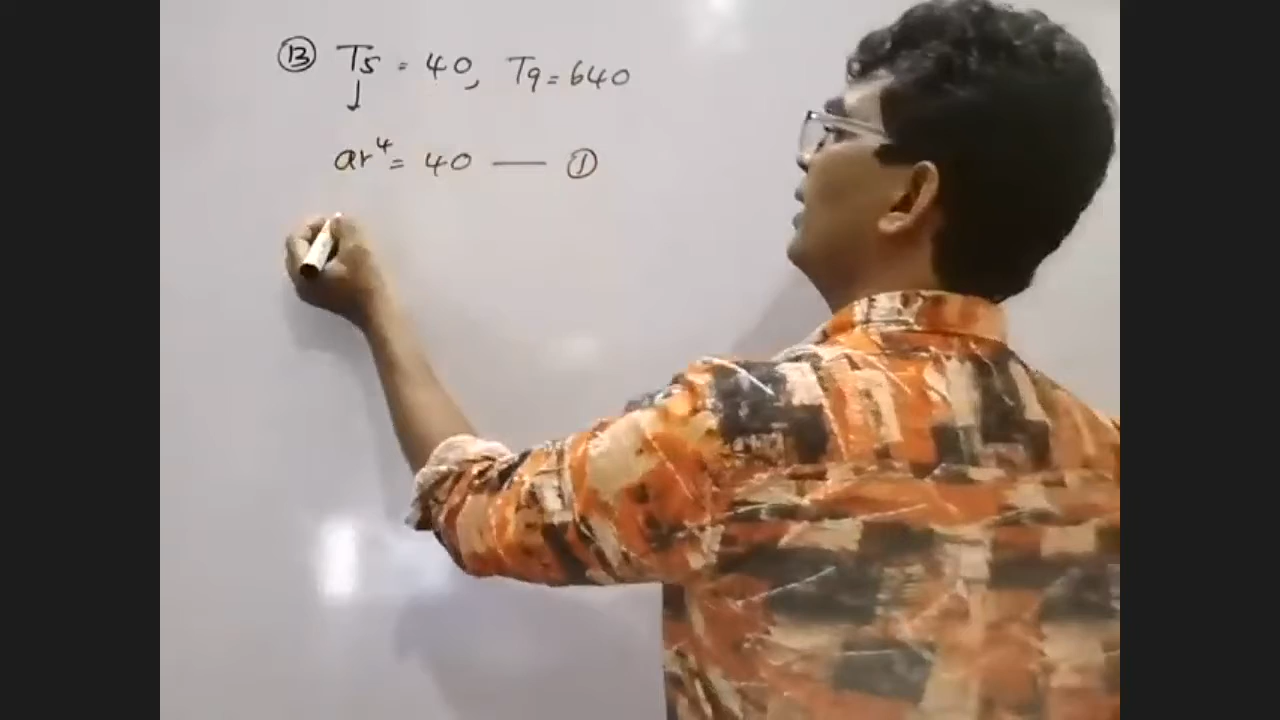 ⑬ T₅ = 40, T₉ = 640
↓
ar⁴ = 40 — ①